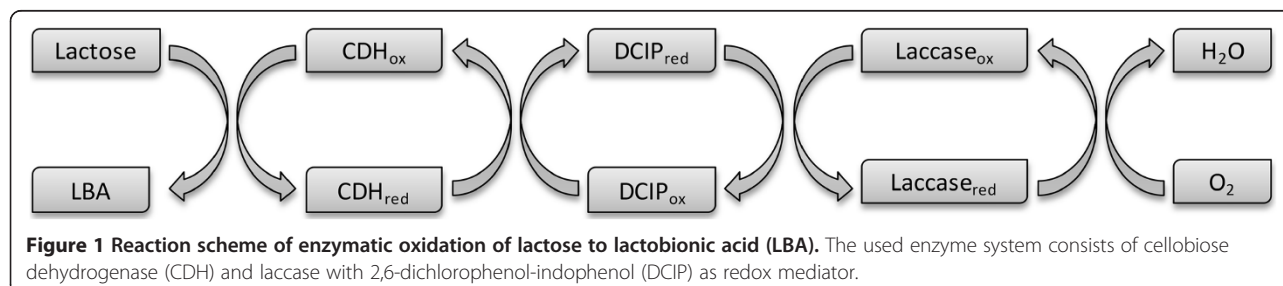 Lactose CDHox DCIPred Laccaseox H2O
LBA CDHred DCIPox Laccasered O2
Figure 1 Reaction scheme of enzymatic oxidation of lactose to lactobionic acid (LBA). The used enzyme system consists of cellobiose
dehydrogenase (CDH) and laccase with 2,6-dichlorophenol-indophenol (DCIP) as redox mediator.